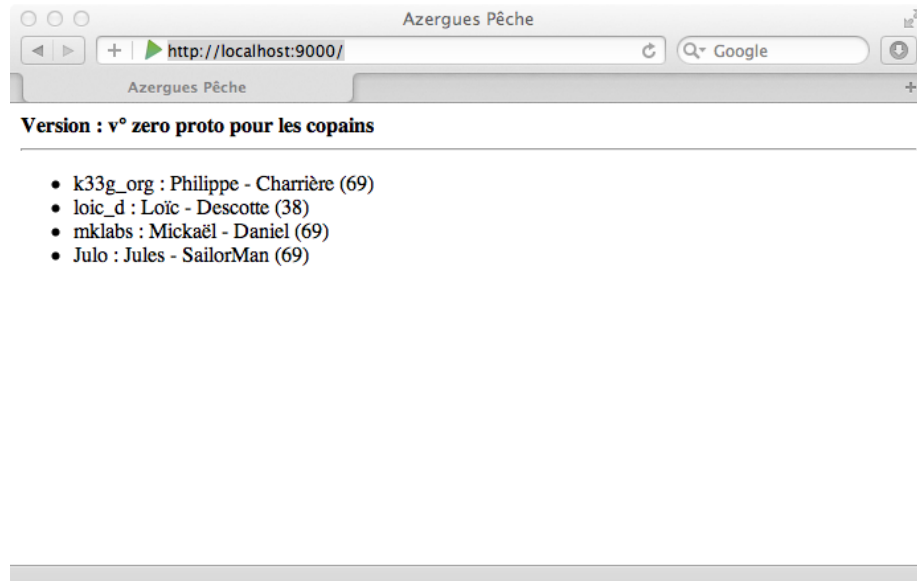 Azergues Pêche
http://localhost:9000/
Google
Azergues Pêche
Version : v° zero proto pour les copains
k33g_org : Philippe - Charrière (69)
loic_d : Loïc - Descotte (38)
mklabs : Mickaël - Daniel (69)
Julo : Jules - SailorMan (69)